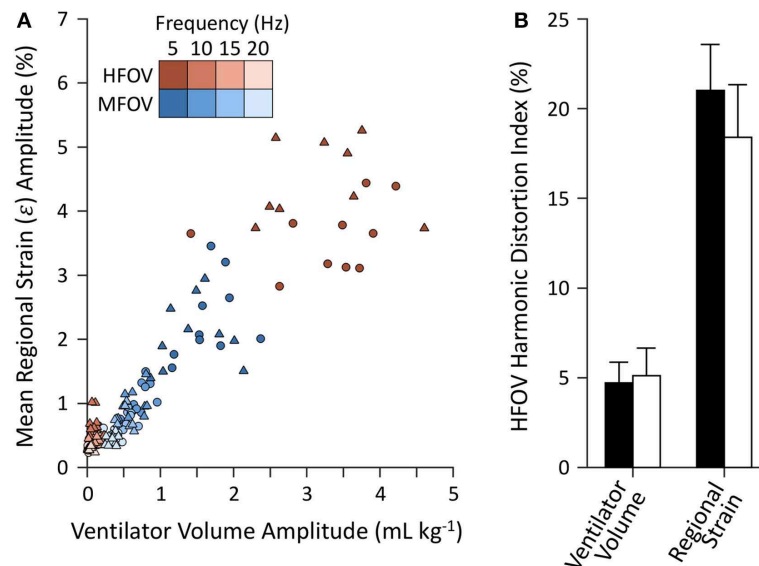 A
Frequency (Hz)
5 10 15 20
HFOV
MFOV
7
6
5
4
3
2
1
0
Mean Regional Strain (ε) Amplitude (%)
0 1 2 3 4 5
Ventilator Volume Amplitude (mL kg⁻¹)
B
25
20
15
10
5
0
HFOV Harmonic Distortion Index (%)
Ventilator
Volume
Regional
Strain